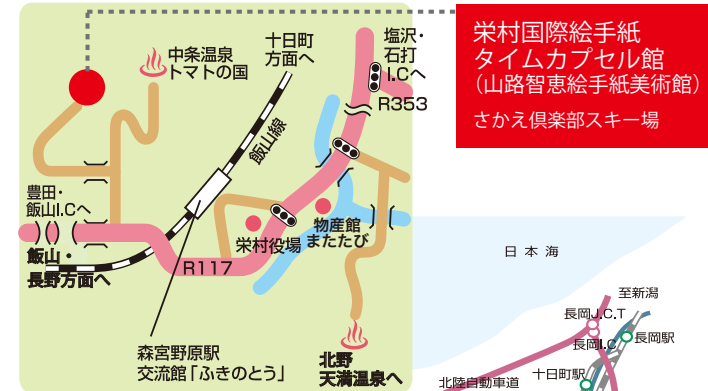 栄村国際絵手紙
タイムカプセル館
（山路智恵絵手紙美術館）
さかえ倶楽部スキー場
中条温泉
トマトの国
十日町
方面へ
塩沢・
石打
I.Cへ
R353
飯山線
豊田・
飯山I.Cへ
飯山・
長野方面へ
R117
栄村役場
物産館
またたび
森宮野原駅
交流館「ふきのとう」
北野
天満温泉へ
日本海
至新潟
長岡J.C.T
長岡I.C
長岡駅
十日町駅
北陸自動車道